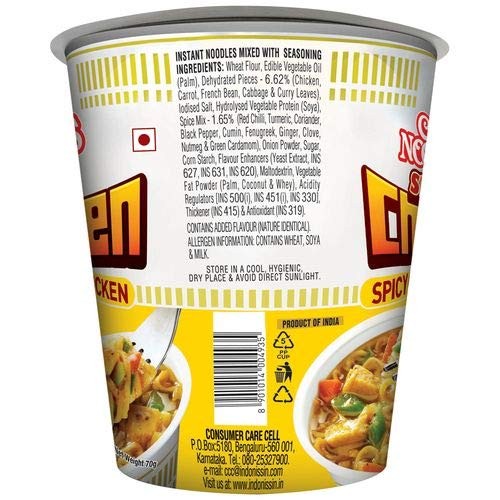 INSTANT NOODLES MIXED WITH SEASONING
INGREDIENTS: Wheat Flour, Edible Vegetable Oil
(Palm), Dehydrated Pieces - 6.62% (Chicken,
Carrot, French Bean, Cabbage & Curry Leaves),
Iodised Salt, Hydrolysed Vegetable Protein (Soya),
Spice Mix - 1.65% (Red Chilli, Turmeric, Coriander,
Black Pepper, Cumin, Fenugreek, Ginger, Clove,
Nutmeg & Green Cardamom), Onion Powder, Sugar,
Corn Starch, Flavour Enhancers (Yeast Extract, INS
627, INS 631, INS 620), Maltodextrin, Vegetable
Fat Powder (Palm, Coconut & Whey), Acidity
Regulators [INS 500(i), INS 451(i), INS 330],
Thickener (INS 415) & Antioxidant (INS 319).
CONTAINS ADDED FLAVOUR (NATURE IDENTICAL).
ALLERGEN INFORMATION: CONTAINS WHEAT, SOYA
& MILK.
STORE IN A COOL, HYGIENIC,
DRY PLACE & AVOID DIRECT SUNLIGHT.
en
CKEN
NOO
Ch
SPICY
PRODUCT OF INDIA
5
PP
CUP
8 901014 004935
Weight 70g
CONSUMER CARE CELL
P.O.Box:5180, Bengaluru-560 001,
Karnataka. Tel.: 080-25327900.
e-mail: ccc@indonissin.in
Visit us at: www.indonissin.in